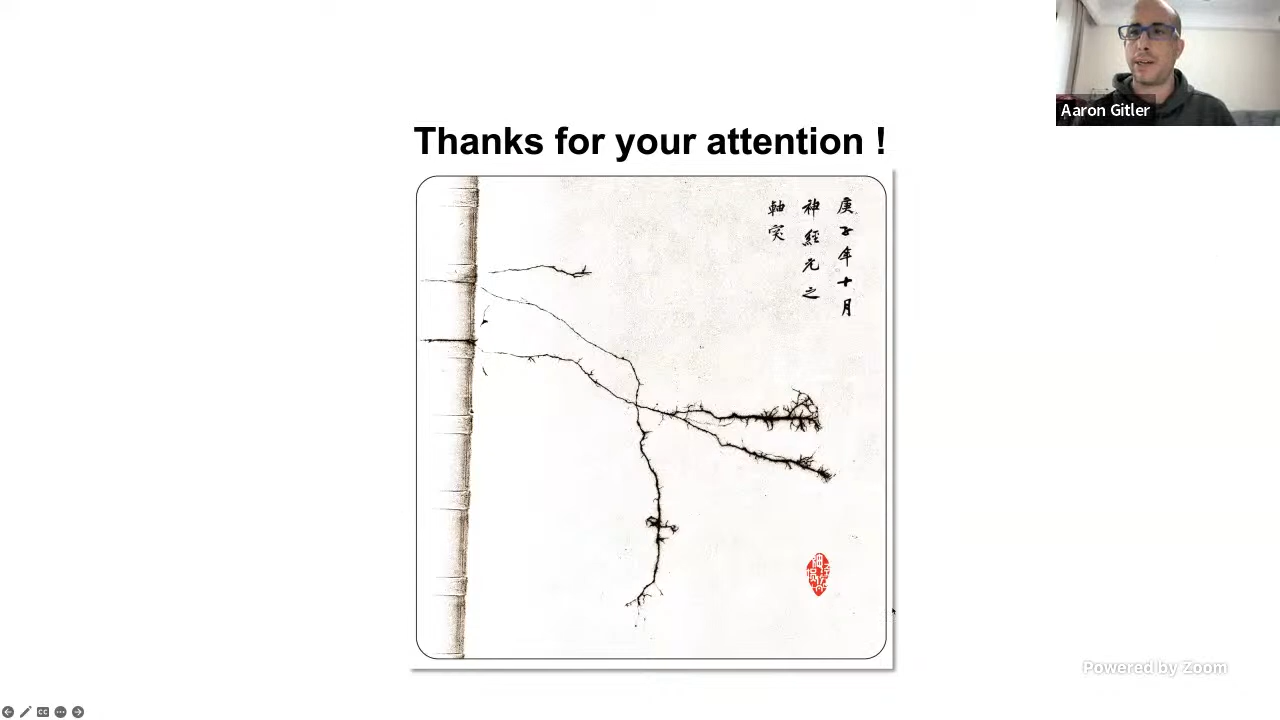 Aaron Gitler
Thanks for your attention !
庚子年十月
神經元之
軸突
Powered by Zoom